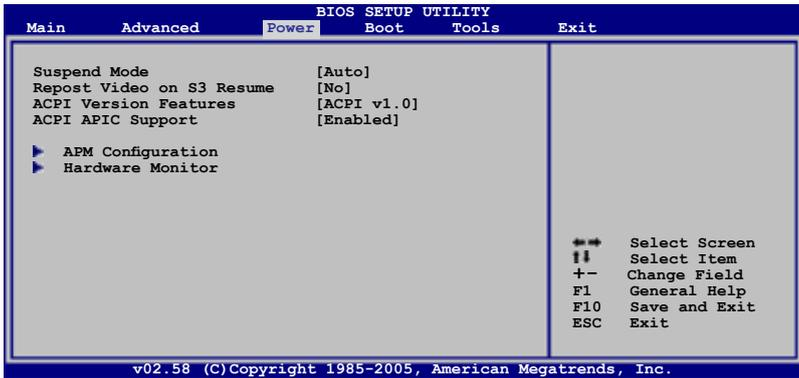 BIOS SETUP UTILITY
Main Advanced Power Boot Tools Exit
Suspend Mode [Auto]
Repost Video on S3 Resume [No]
ACPI Version Features [ACPI v1.0]
ACPI APIC Support [Enabled]
APM Configuration
Hardware Monitor
←→ Select Screen
↑↓ Select Item
+- Change Field
F1 General Help
F10 Save and Exit
ESC Exit
v02.58 (C)Copyright 1985-2005, American Megatrends, Inc.